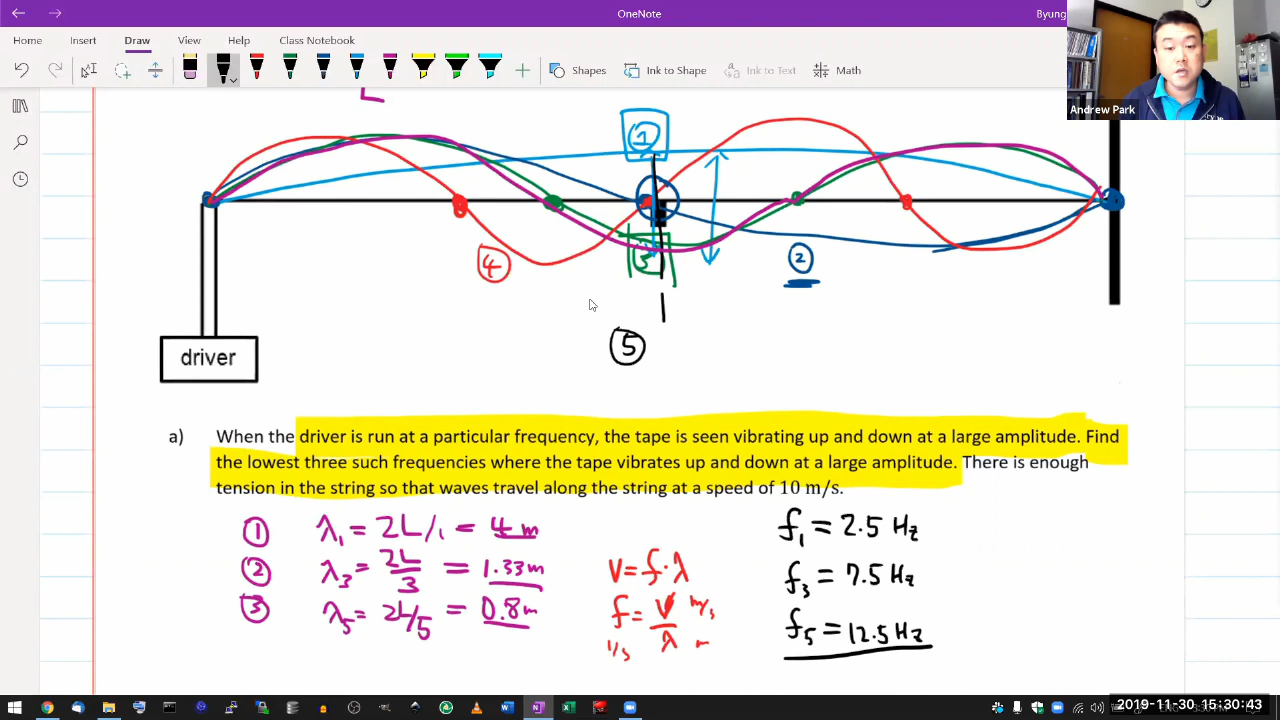 OneNote
Byung
Home Insert Draw View Help Class Notebook
Shapes Ink to Shape Ink to Text Math
Andrew Park
L
1
4
3
2
5
driver
a) When the driver is run at a particular frequency, the tape is seen vibrating up and down at a large amplitude. Find
the lowest three such frequencies where the tape vibrates up and down at a large amplitude. There is enough
tension in the string so that waves travel along the string at a speed of 10 m/s.
① λ₁ = 2L/1 = 4 m
② λ₃ = 2L/3 = 1.33m
③ λ₅ = 2L/5 = 0.8m
V = f·λ
f = V/λ m/s
1/s m
f₁ = 2.5 Hz
f₃ = 7.5 Hz
f₅ = 12.5 Hz
2019-11-30 15:30:43